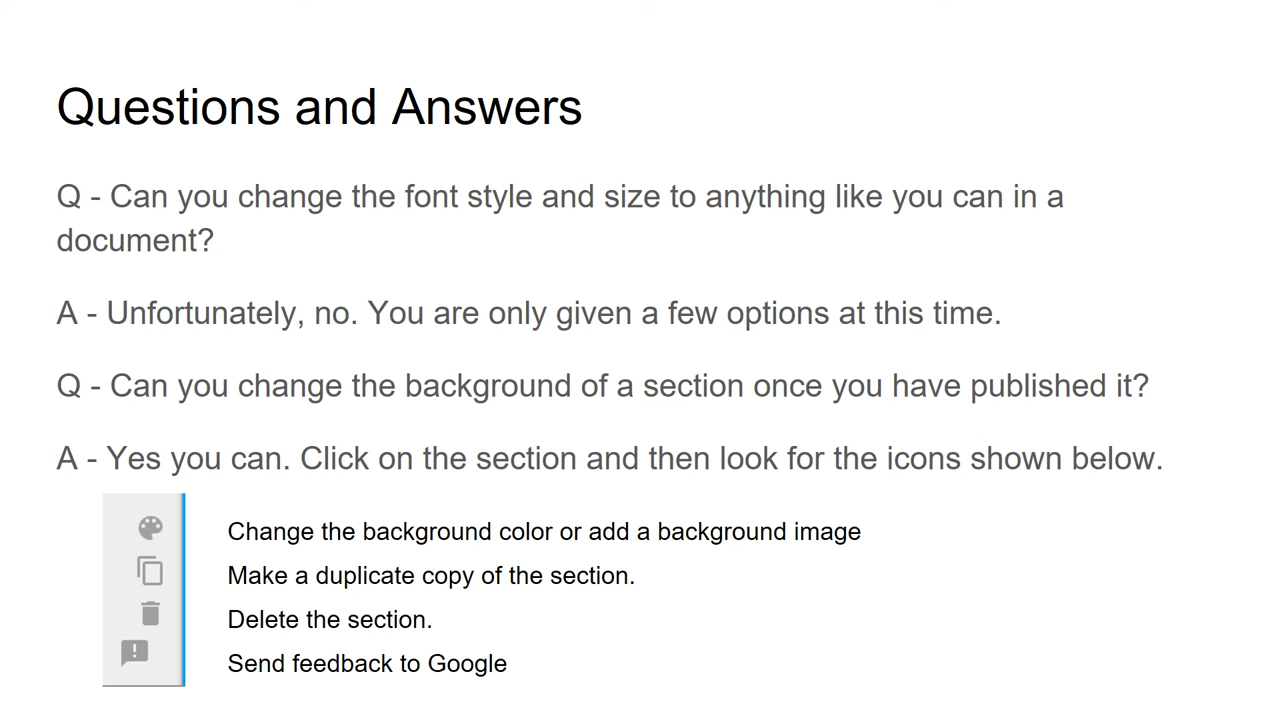 Questions and Answers
Q - Can you change the font style and size to anything like you can in a
document?
A - Unfortunately, no. You are only given a few options at this time.
Q - Can you change the background of a section once you have published it?
A - Yes you can. Click on the section and then look for the icons shown below.
Change the background color or add a background image
Make a duplicate copy of the section.
Delete the section.
Send feedback to Google